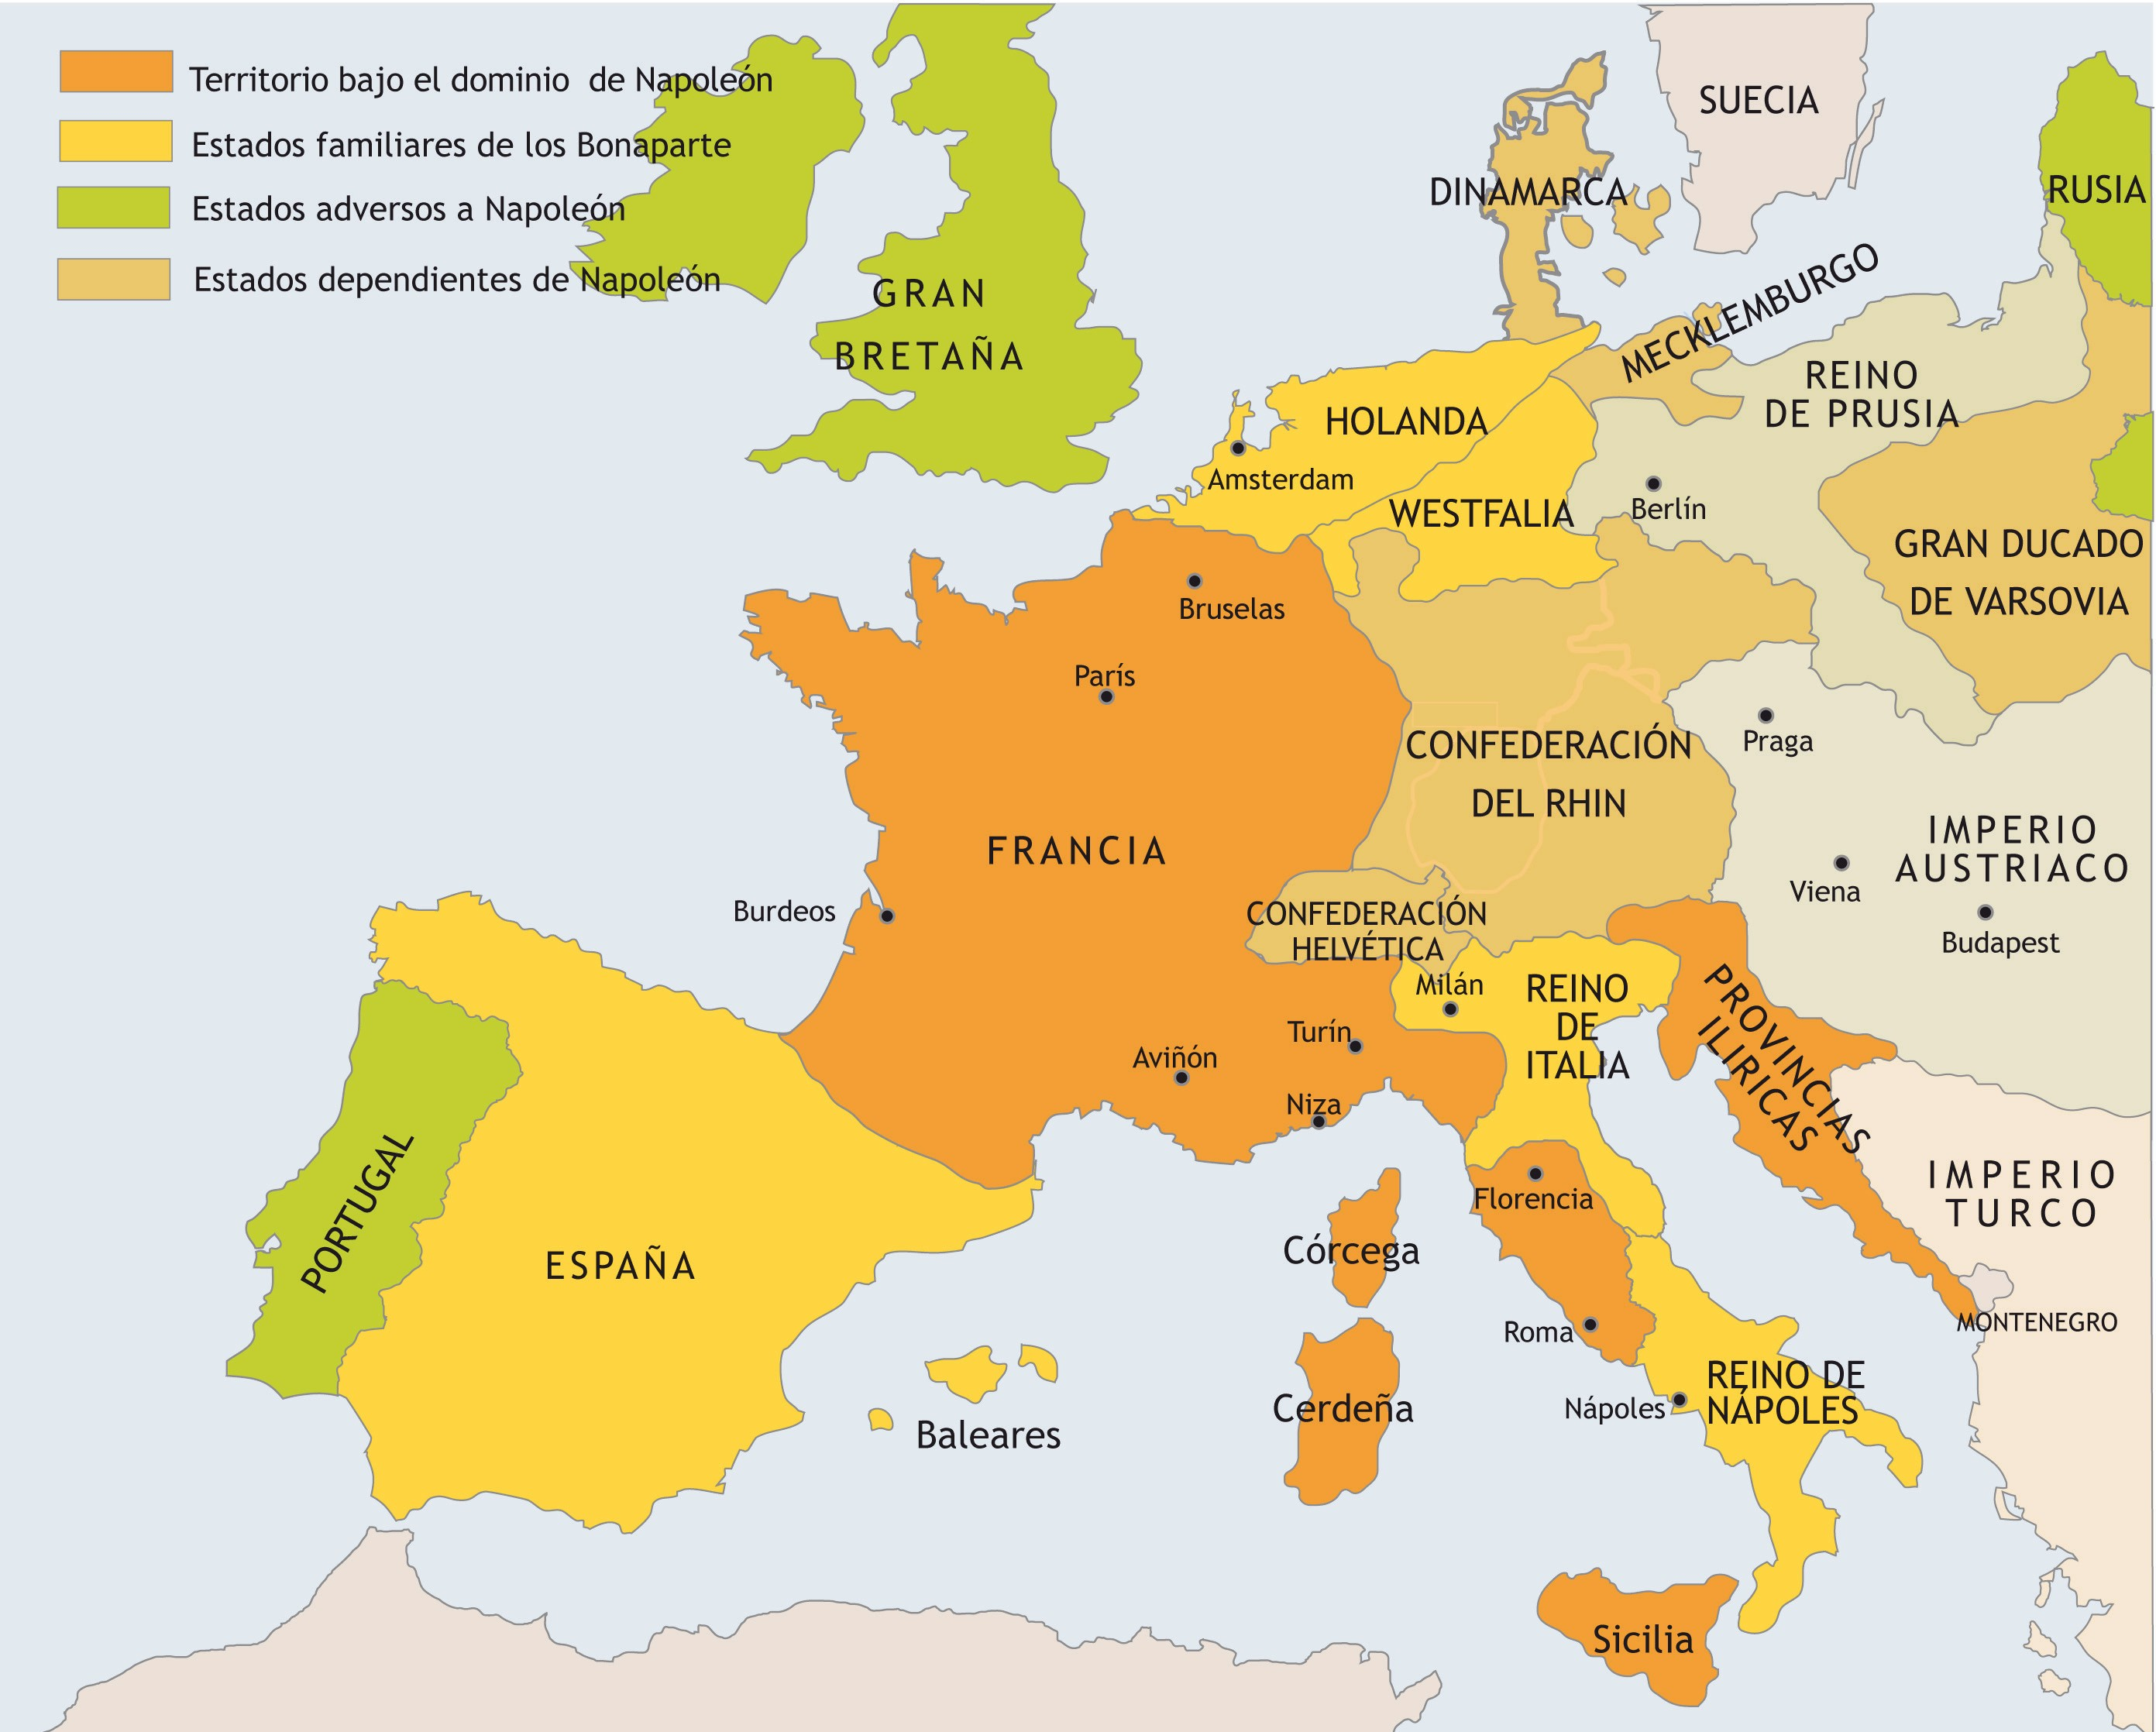 Territorio bajo el dominio  de Napoleón
Estados familiares de los Bonaparte
Estados adversos a Napoleón
Estados dependientes de Napoleón
GRAN
BRETAÑA
SUECIA
DINAMARCA
RUSIA
MECKLEMBURGO
REINO
DE PRUSIA
HOLANDA
Amsterdam
WESTFALIA
Berlín
GRAN DUCADO
DE VARSOVIA
Bruselas
París
Praga
CONFEDERACIÓN
DEL RHIN
FRANCIA
IMPERIO
AUSTRIACO
Viena
Budapest
Burdeos
CONFEDERACIÓN
HELVÉTICA
Milán
REINO
DE
ITALIA
PROVINCIAS
ILIRICAS
Turín
Aviñón
Niza
PORTUGAL
ESPAÑA
Florencia
IMPERIO
TURCO
Córcega
Roma
MONTENEGRO
Cerdeña
Nápoles
REINO DE
NÁPOLES
Baleares
Sicilia